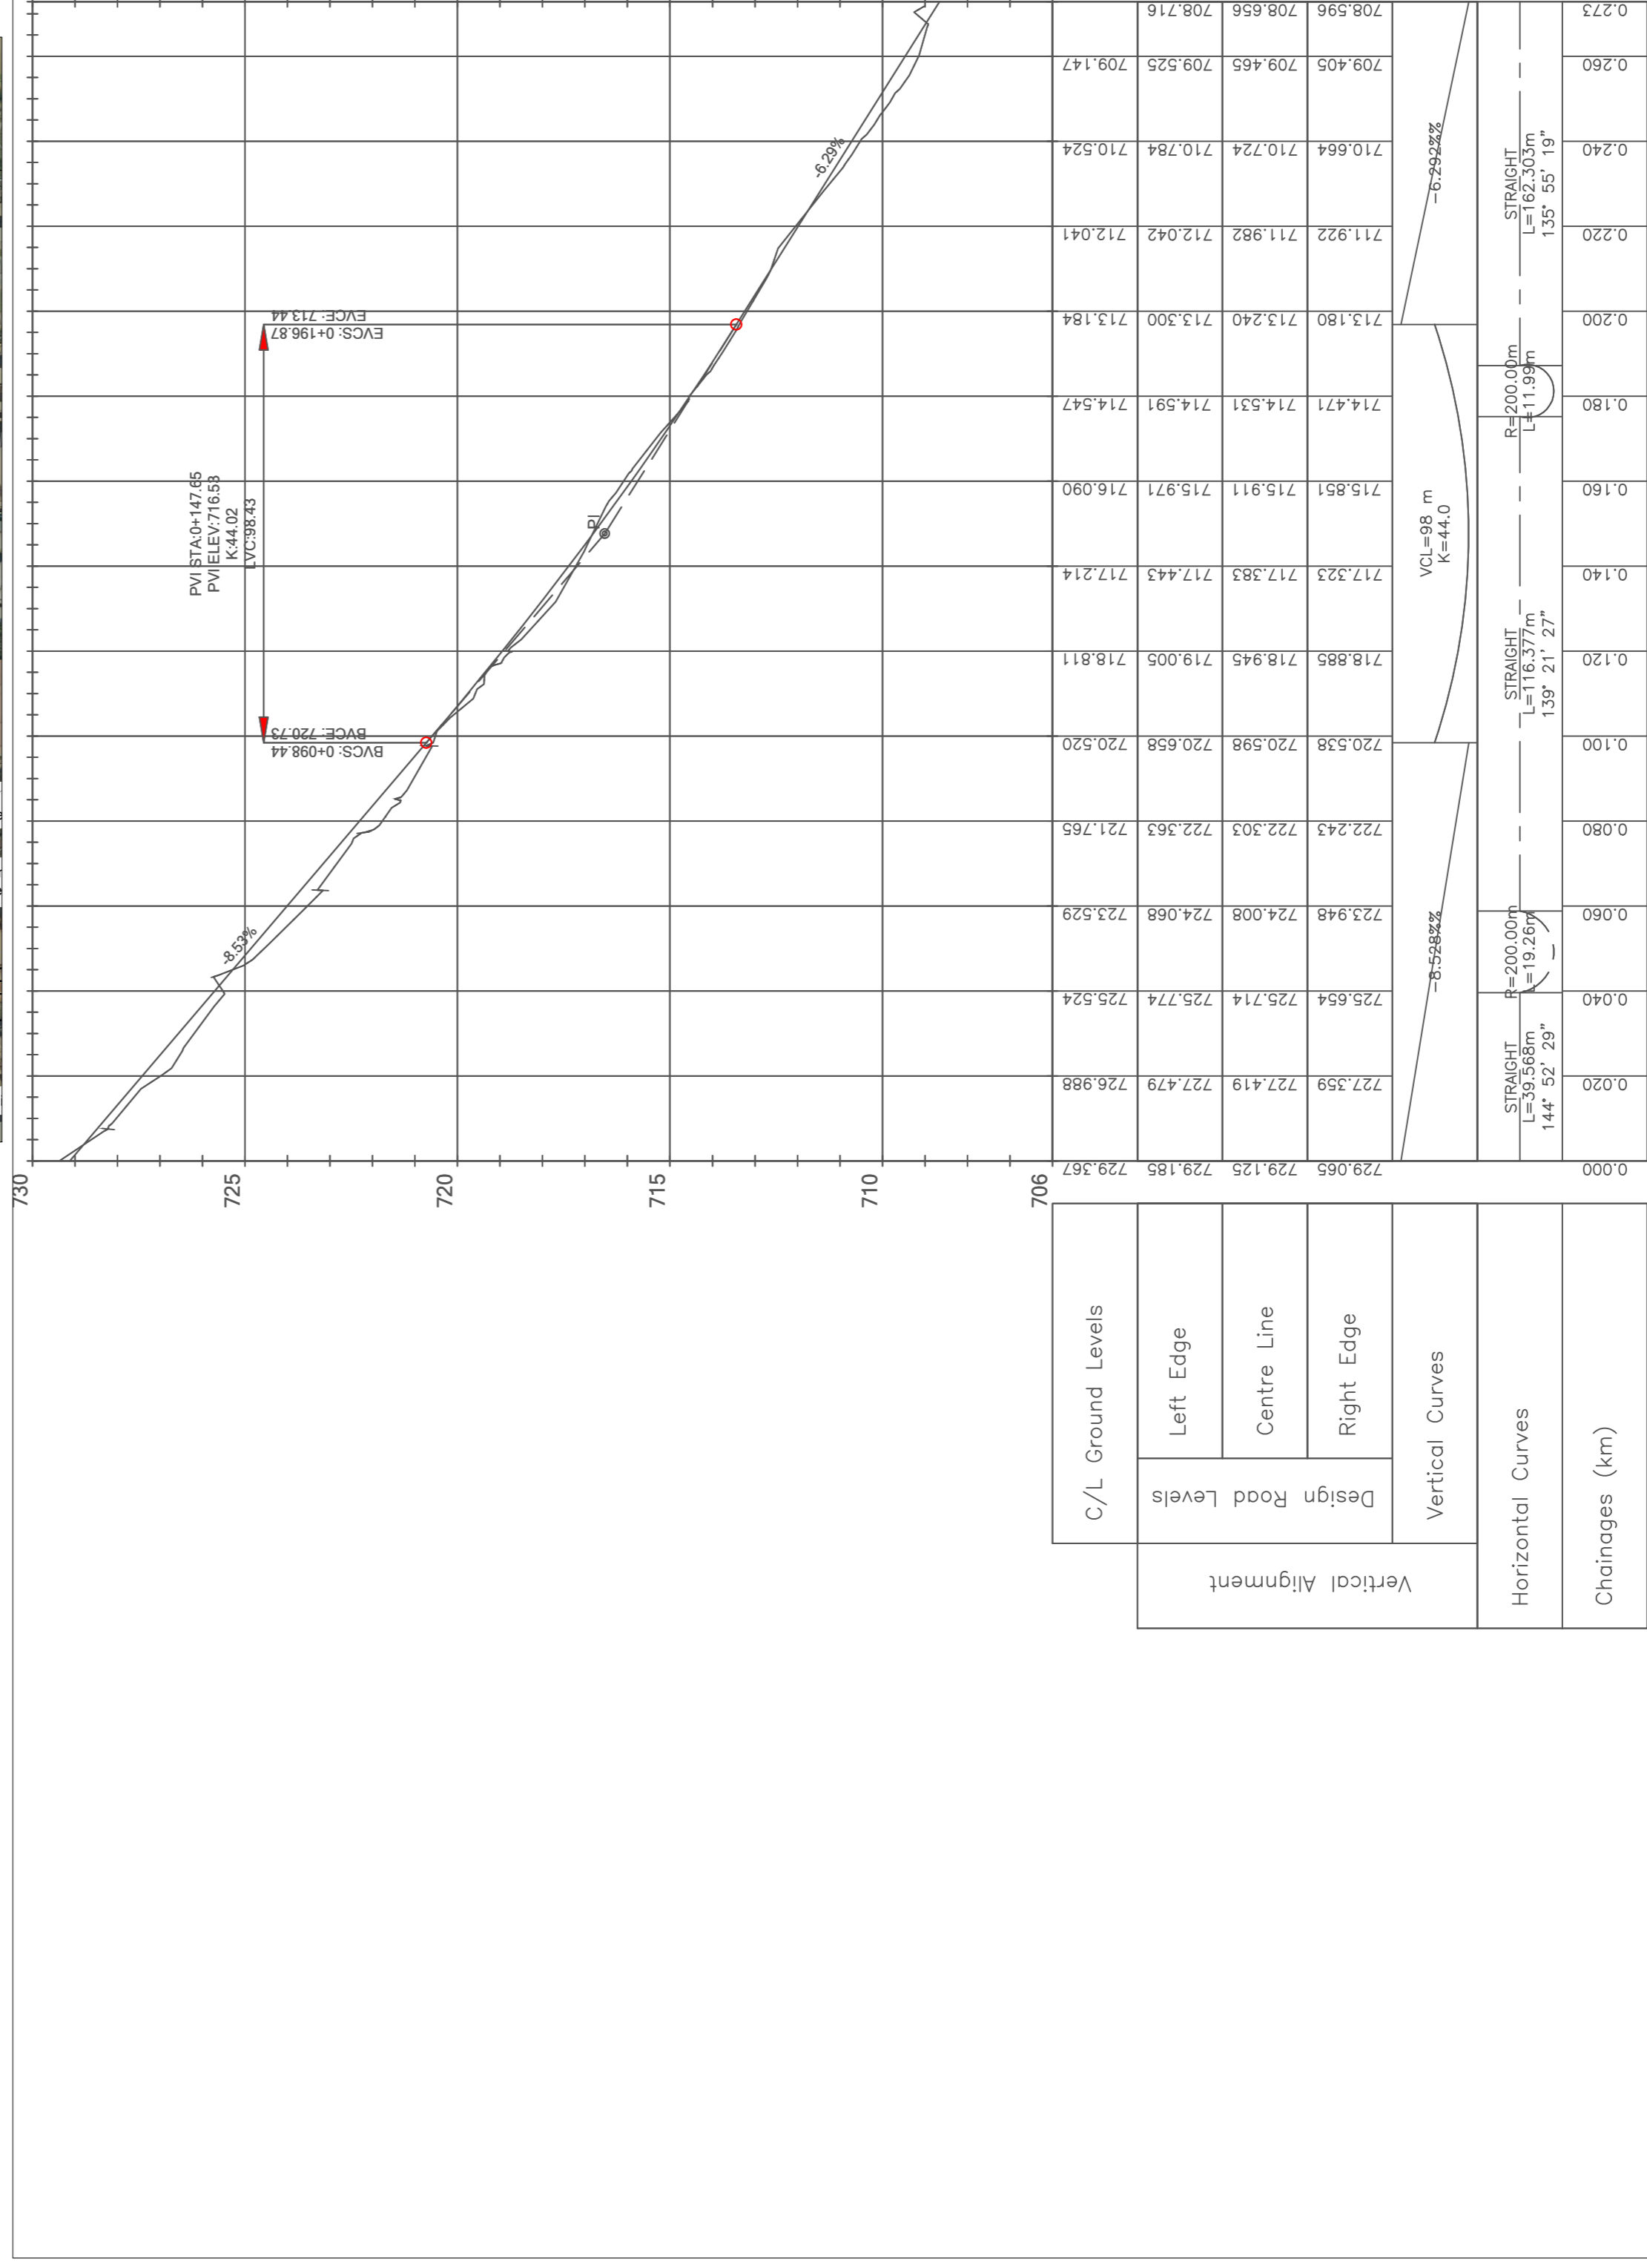 730
725
720
715
710
706
PVI STA:0+147.65
PVI ELEV:716.53
K:44.02
LVC:98.43
BVCS: 0+098.44
BVCE: 720.73
EVCS: 0+196.87
EVCE: 713.44
-8.53%
PI
-6.29%
C/L Ground Levels
729.367 726.988 725.524 723.529 721.765 720.520 718.811 717.214 716.090 714.547 713.184 712.041 710.524 709.147
Vertical Alignment
Design Road Levels
Left Edge
729.185 727.479 725.774 724.068 722.363 720.658 719.005 717.443 715.971 714.591 713.300 712.042 710.784 709.525 708.716
Centre Line
729.125 727.419 725.714 724.008 722.303 720.598 718.945 717.383 715.911 714.531 713.240 711.982 710.724 709.465 708.656
Right Edge
729.065 727.359 725.654 723.948 722.243 720.538 718.885 717.323 715.851 714.471 713.180 711.922 710.664 709.405 708.596
Vertical Curves
-8.528%%
VCL=98 m
K=44.0
-6.292%%
Horizontal Curves
STRAIGHT
L=39.568m
144° 52' 29"
R=200.00m
L=19.26m
STRAIGHT
L=116.377m
139° 21' 27"
R=200.00m
L=11.99m
STRAIGHT
L=162.303m
135° 55' 19"
Chainages (km)
0.000 0.020 0.040 0.060 0.080 0.100 0.120 0.140 0.160 0.180 0.200 0.220 0.240 0.260 0.273